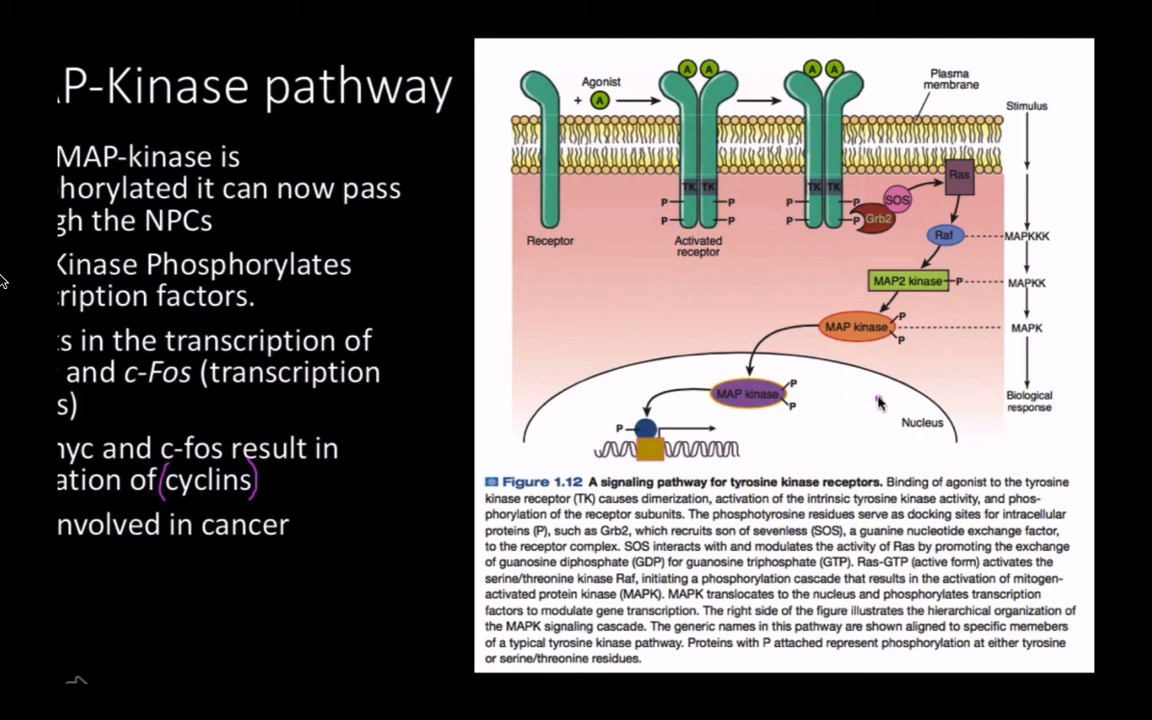 P-Kinase pathway
MAP-kinase is
horylated it can now pass
gh the NPCs
Kinase Phosphorylates
ription factors.
s in the transcription of
and c-Fos (transcription
s)
nyc and c-fos result in
ation of (cyclins)
nvolved in cancer
Agonist
+ A
A A
A A
Plasma
membrane
Stimulus
TK TK
TK TK
Ras
P P
P P
P
P P
SOS
Grb2
Receptor
Activated
receptor
Raf
MAPKKK
MAP2 kinase P
MAPKK
MAP kinase P
P
MAPK
MAP kinase P
P
Biological
response
P
Nucleus
Figure 1.12 A signaling pathway for tyrosine kinase receptors. Binding of agonist to the tyrosine
kinase receptor (TK) causes dimerization, activation of the intrinsic tyrosine kinase activity, and phos-
phorylation of the receptor subunits. The phosphotyrosine residues serve as docking sites for intracellular
proteins (P), such as Grb2, which recruits son of sevenless (SOS), a guanine nucleotide exchange factor,
to the receptor complex. SOS interacts with and modulates the activity of Ras by promoting the exchange
of guanosine diphosphate (GDP) for guanosine triphosphate (GTP). Ras-GTP (active form) activates the
serine/threonine kinase Raf, initiating a phosphorylation cascade that results in the activation of mitogen-
activated protein kinase (MAPK). MAPK translocates to the nucleus and phosphorylates transcription
factors to modulate gene transcription. The right side of the figure illustrates the hierarchical organization of
the MAPK signaling cascade. The generic names in this pathway are shown aligned to specific memebers
of a typical tyrosine kinase pathway. Proteins with P attached represent phosphorylation at either tyrosine
or serine/threonine residues.